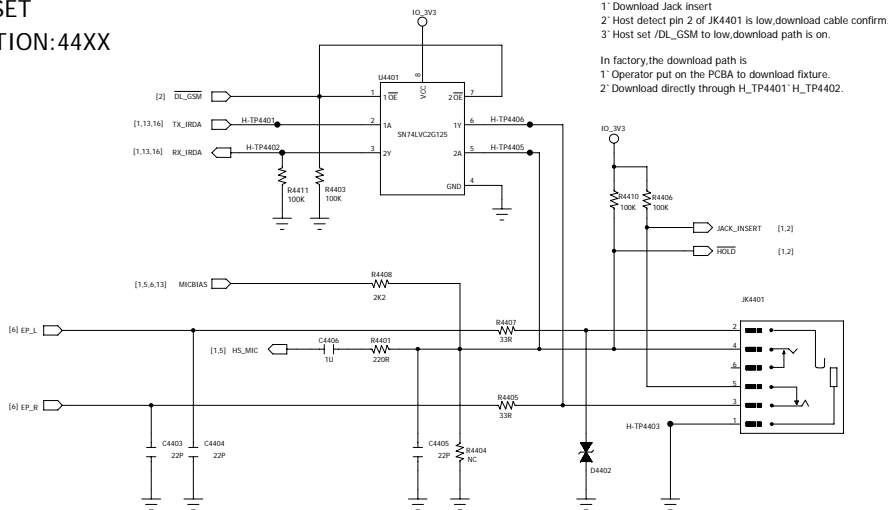 SET
TION:44XX
1` Download Jack insert
2` Host detect pin 2 of JK4401 is low,download cable confirm.
3` Host set /DL_GSM to low,download path is on.
In factory,the download path is
1` Operator put on the PCBA to download fixture.
2` Download directly through H_TP4401`H_TP4402.
IO_3V3
U4401
8
VCC
[2] DL_GSM
1
1OE
2OE
7
[1,13,16] TX_IRDA
H-TP4401
2
1A
1Y
6
H-TP4406
SN74LVC2G125
[1,13,16] RX_IRDA
H-TP4402
3
2Y
2A
5
H-TP4405
GND
4
R4411
100K
R4403
100K
IO_3V3
R4410
100K
R4406
100K
JACK_INSERT [1,2]
HOLD [1,2]
[1,5,6,13] MICBIAS
R4408
2K2
JK4401
[6] EP_L
R4407
33R
2
[1,5] HS_MIC
C4406
1U
R4401
220R
4
6
5
[6] EP_R
R4405
33R
3
H-TP4403
1
C4403
22P
C4404
22P
C4405
22P
R4404
NC
D4402